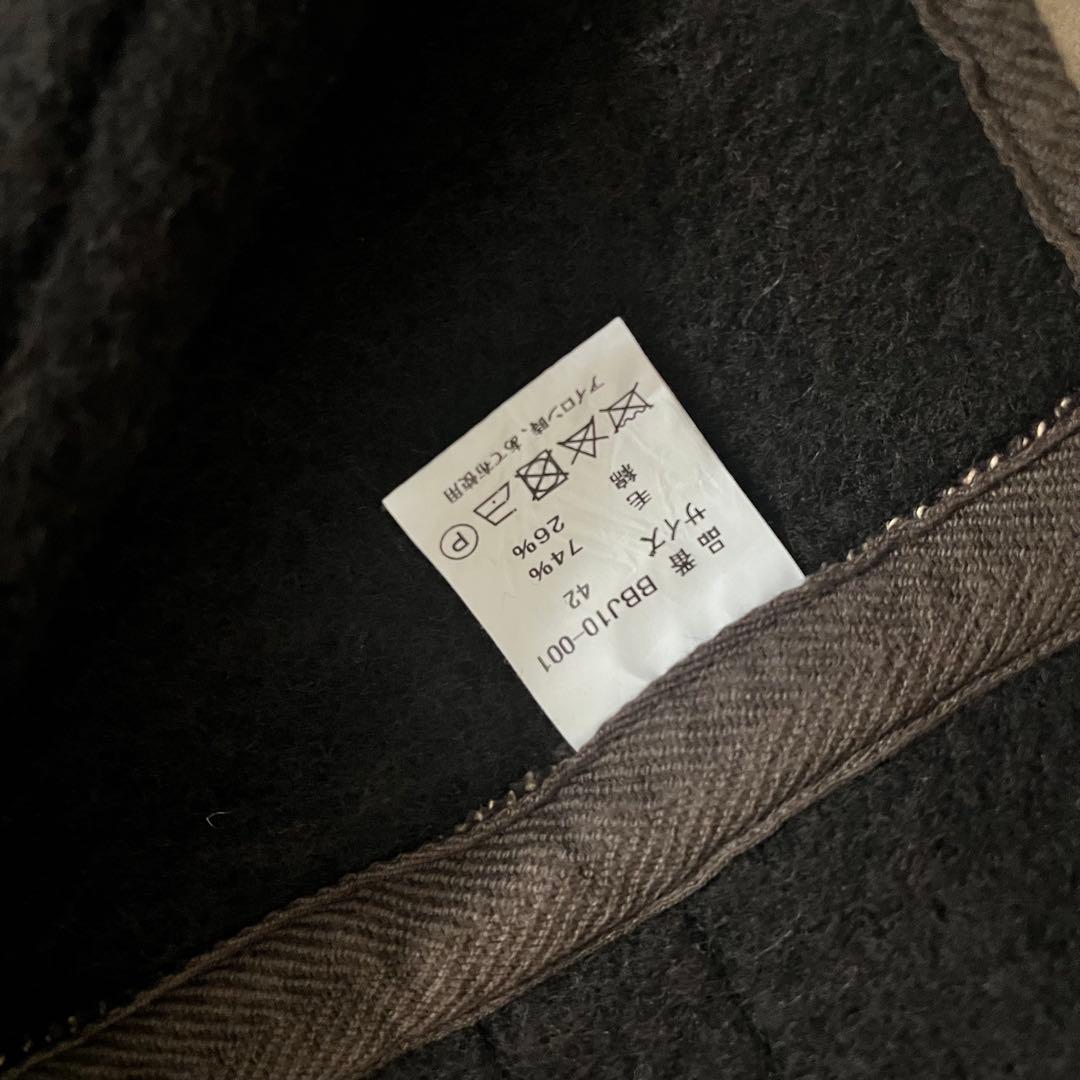 品番 BBJ10-001
サイズ 42
毛 74%
綿 26%
P
アイロン時、あて布使用